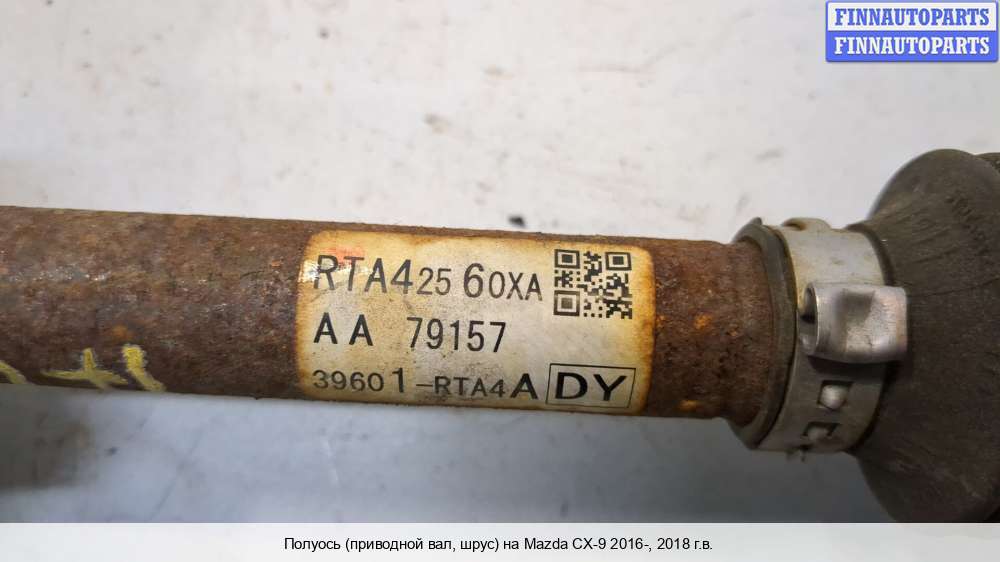 FINNAUTOPARTS
FINNAUTOPARTS
RTA425 60XA
AA 79157
39601-RTA4A DY
Полуось (приводной вал, шрус) на Mazda CX-9 2016-, 2018 г.в.